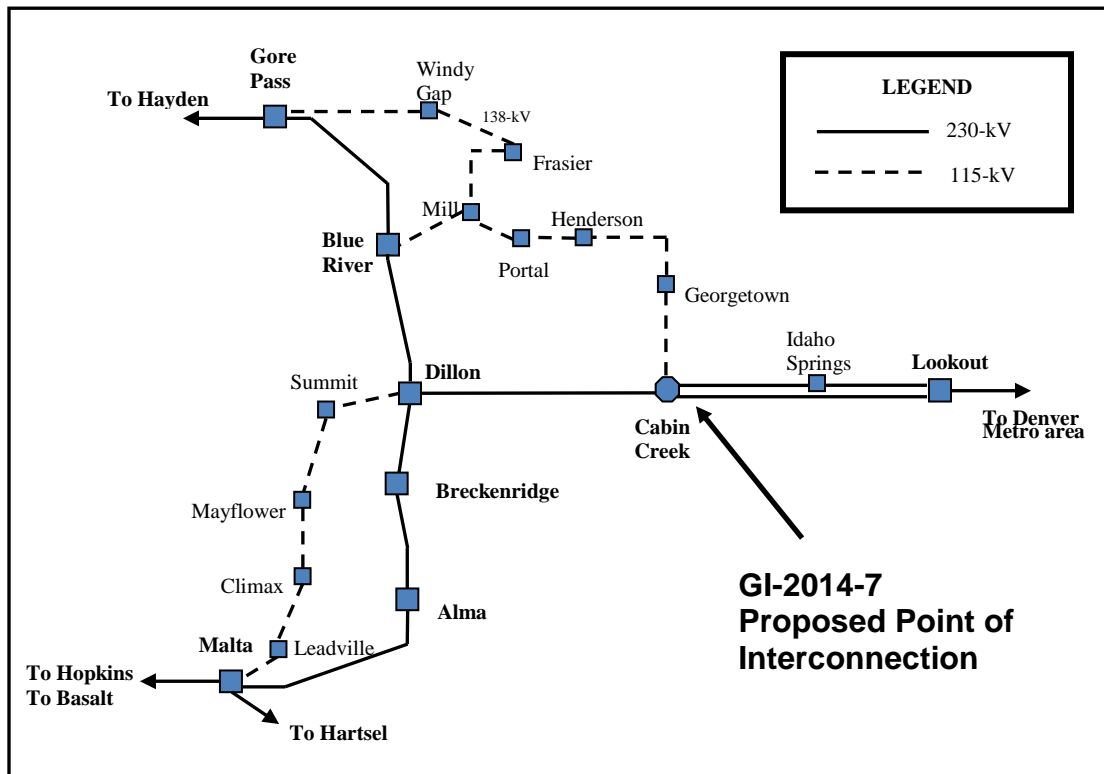 Gore
Pass
Windy
Gap
LEGEND
To Hayden
138-kV
230-kV
Frasier
115-kV
Mill
Henderson
Blue
River
Portal
Georgetown
Idaho
Springs
Lookout
Dillon
Summit
To Denver
Metro area
Cabin
Creek
Breckenridge
Mayflower
GI-2014-7
Proposed Point of
Interconnection
Climax
Alma
Malta
Leadville
To Hopkins
To Basalt
To Hartsel